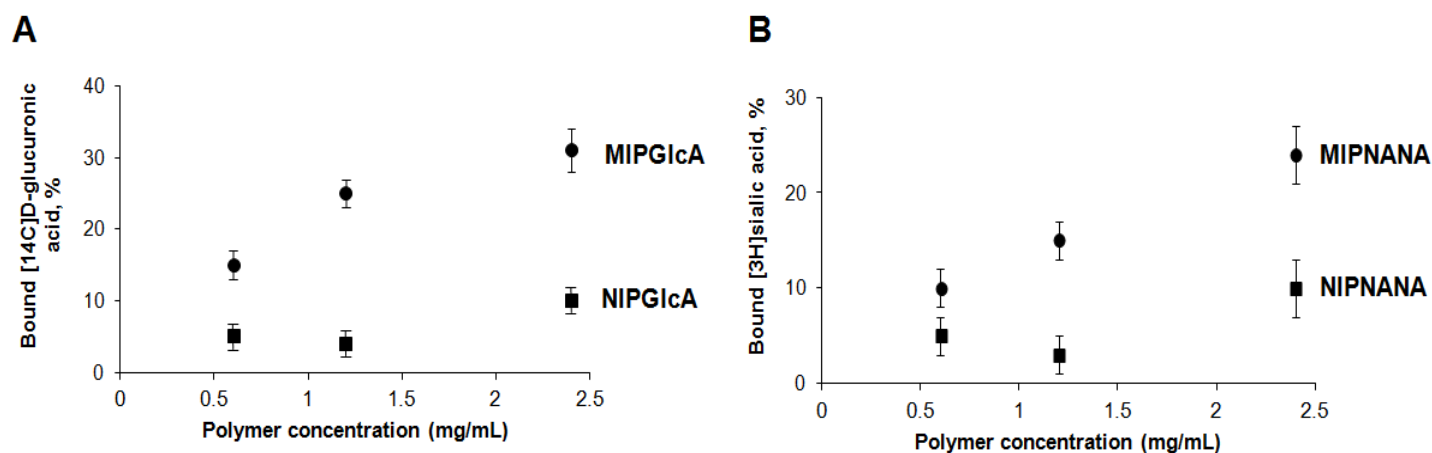 A
Bound [14C]D-glucuronic
acid, %
40
30
20
10
0
0
0.5
1
1.5
2
2.5
Polymer concentration (mg/mL)
MIPGlcA
NIPGlcA
B
Bound [3H]sialic acid, %
30
20
10
0
0
0.5
1
1.5
2
2.5
Polymer concentration (mg/mL)
MIPNANA
NIPNANA